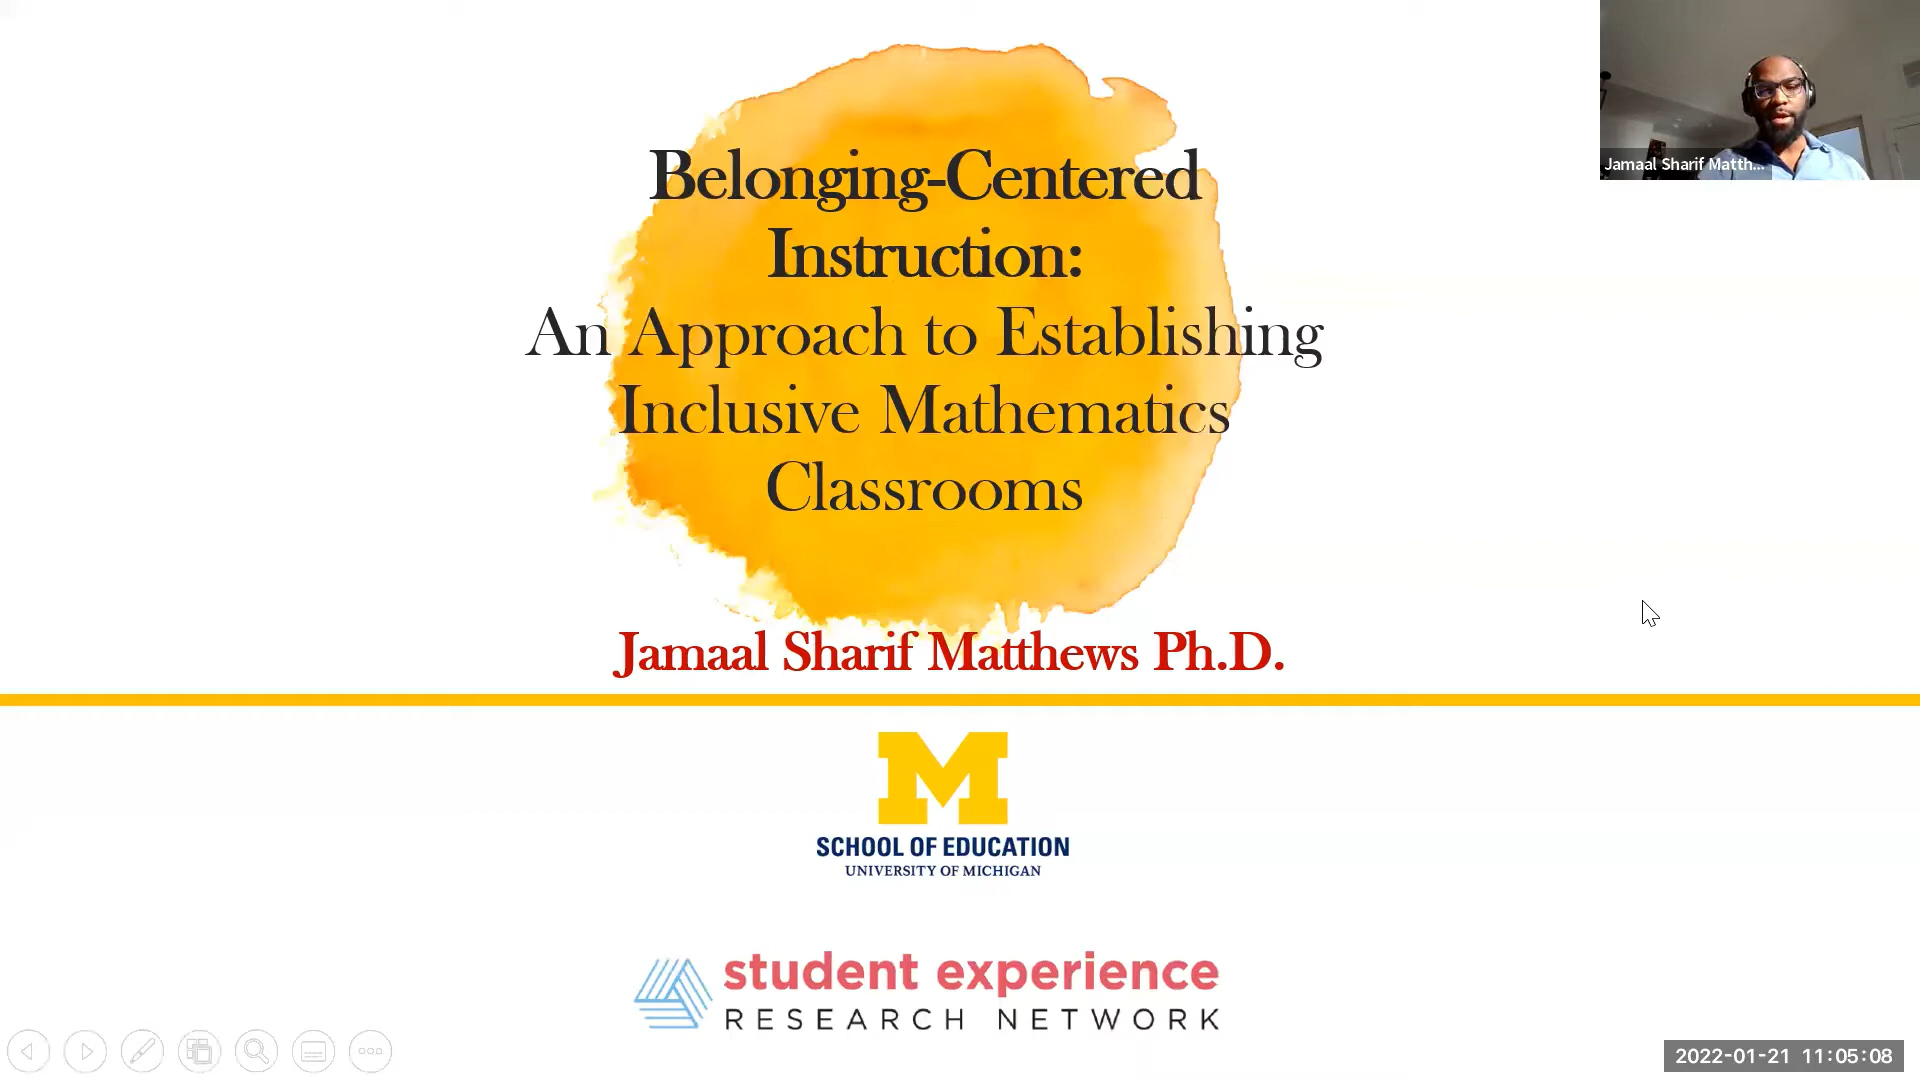 Belonging-Centered
Instruction:
An Approach to Establishing
Inclusive Mathematics
Classrooms
Jamaal Sharif Matth...
Jamaal Sharif Matthews Ph.D.
M
SCHOOL OF EDUCATION
UNIVERSITY OF MICHIGAN
student experience
RESEARCH NETWORK
2022-01-21 11:05:08